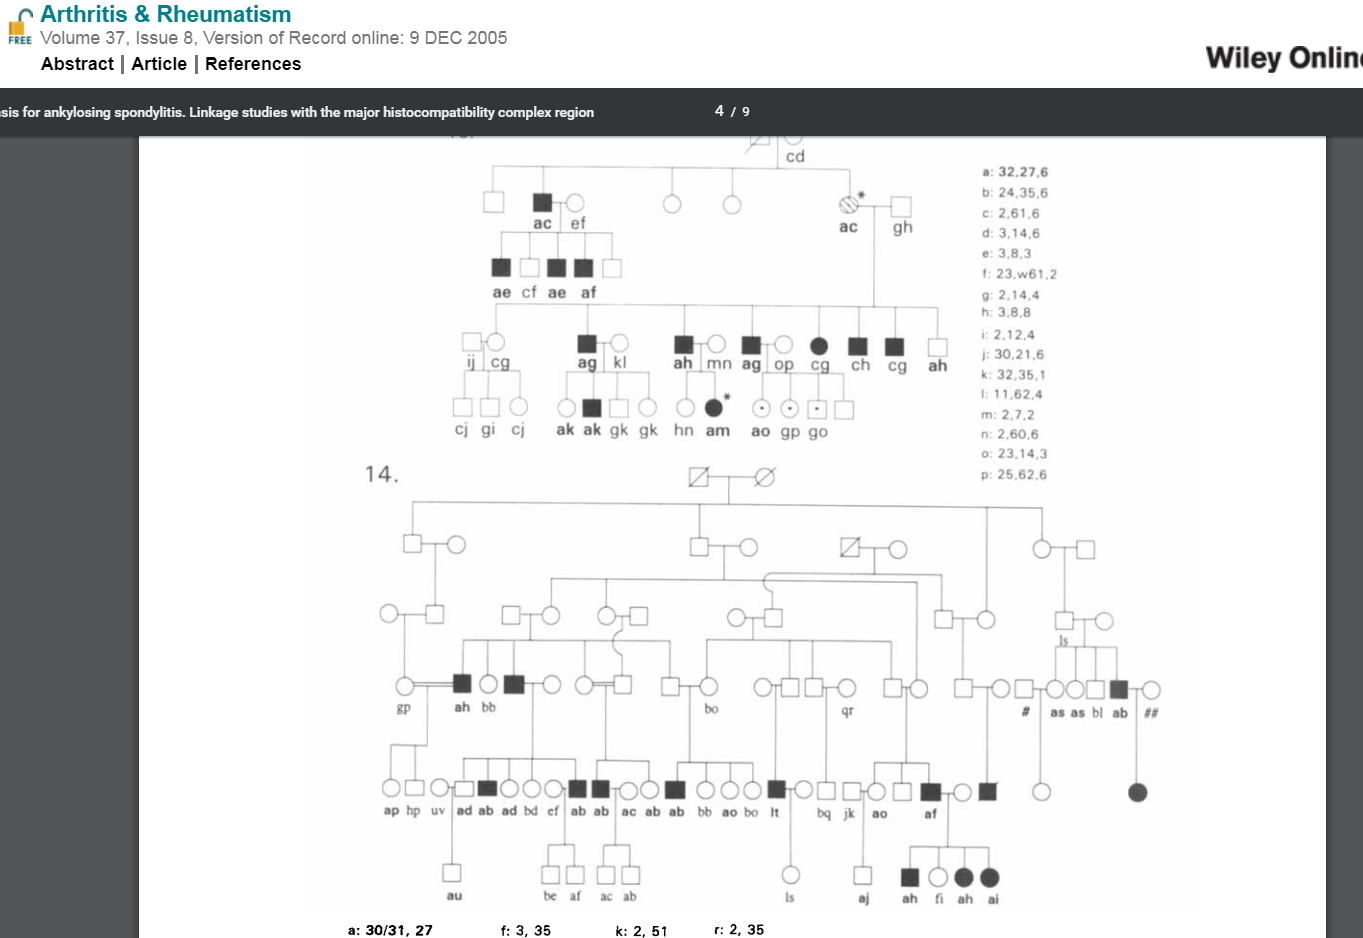 Arthritis & Rheumatism
FREE Volume 37, Issue 8, Version of Record online: 9 DEC 2005
Abstract | Article | References
Wiley Onlin
sis for ankylosing spondylitis. Linkage studies with the major histocompatibility complex region 4 / 9
cd
a: 32,27,6
b: 24,35,6
*
c: 2,61,6
ac ef ac gh
d: 3,14,6
e: 3,8,3
f: 23,w61,2
ae cf ae af
g: 2,14,4
h: 3,8,8
i: 2,12,4
ij cg ag kl ah mn ag op cg ch cg ah
j: 30,21,6
k: 32,35,1
l: 11,62,4
*
m: 2,7,2
cj gi cj ak ak gk gk hn am ao gp go
n: 2,60,6
o: 23,14,3
p: 25,62,6
14.
ls
gp ah bb bo qr # as as bl ab ##
ap hp uv ad ab ad bd ef ab ab ac ab ab bb ao bo lt bq jk ao af
au be af ac ab ls aj ah fi ah ai
a: 30/31, 27 f: 3, 35 k: 2, 51 r: 2, 35